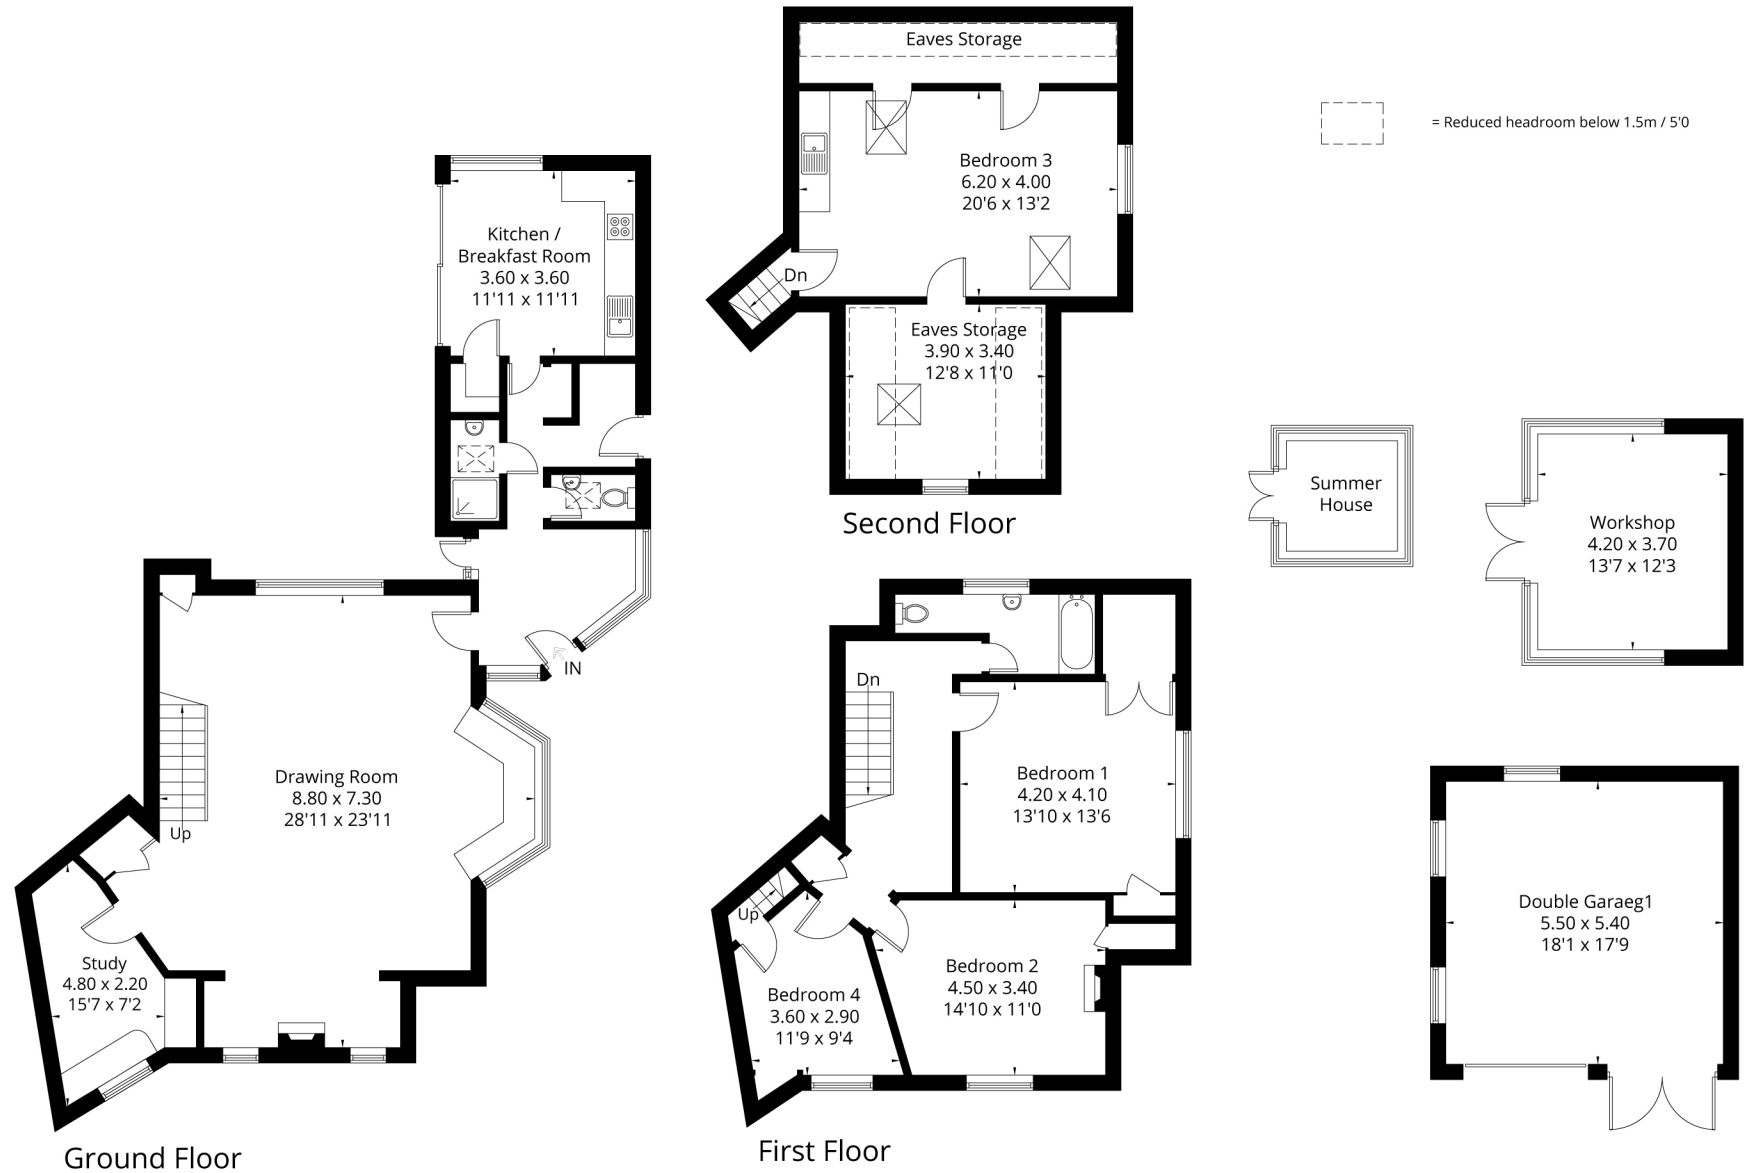 Eaves Storage
= Reduced headroom below 1.5m / 5'0
Bedroom 3
6.20 x 4.00
20'6 x 13'2
Kitchen /
Breakfast Room
3.60 x 3.60
11'11 x 11'11
Dn
Eaves Storage
3.90 x 3.40
12'8 x 11'0
Second Floor
Summer
House
Workshop
4.20 x 3.70
13'7 x 12'3
IN
Drawing Room
8.80 x 7.30
28'11 x 23'11
Up
Study
4.80 x 2.20
15'7 x 7'2
Ground Floor
Dn
Bedroom 1
4.20 x 4.10
13'10 x 13'6
Up
Bedroom 2
4.50 x 3.40
14'10 x 11'0
Bedroom 4
3.60 x 2.90
11'9 x 9'4
First Floor
Double Garaeg1
5.50 x 5.40
18'1 x 17'9